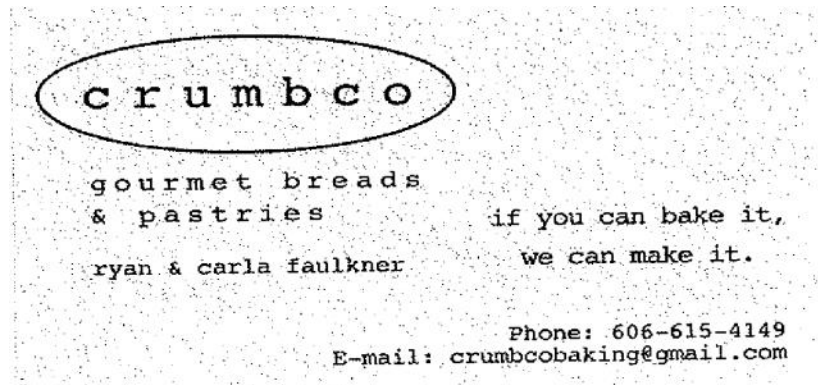 crumbco
gourmet breads
& pastries
if you can bake it,
we can make it.
ryan & carla faulkner
Phone: 606-615-4149
E-mail: crumbcobaking@gmail.com